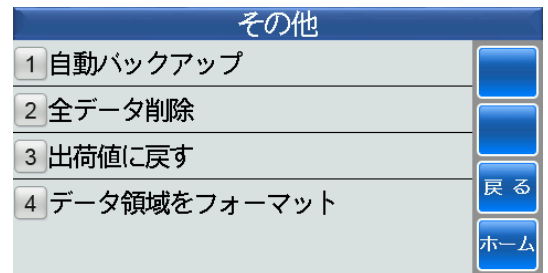 その他
1 自動バックアップ
2 全データ削除
3 出荷値に戻す
4 データ領域をフォーマット
戻る
ホーム